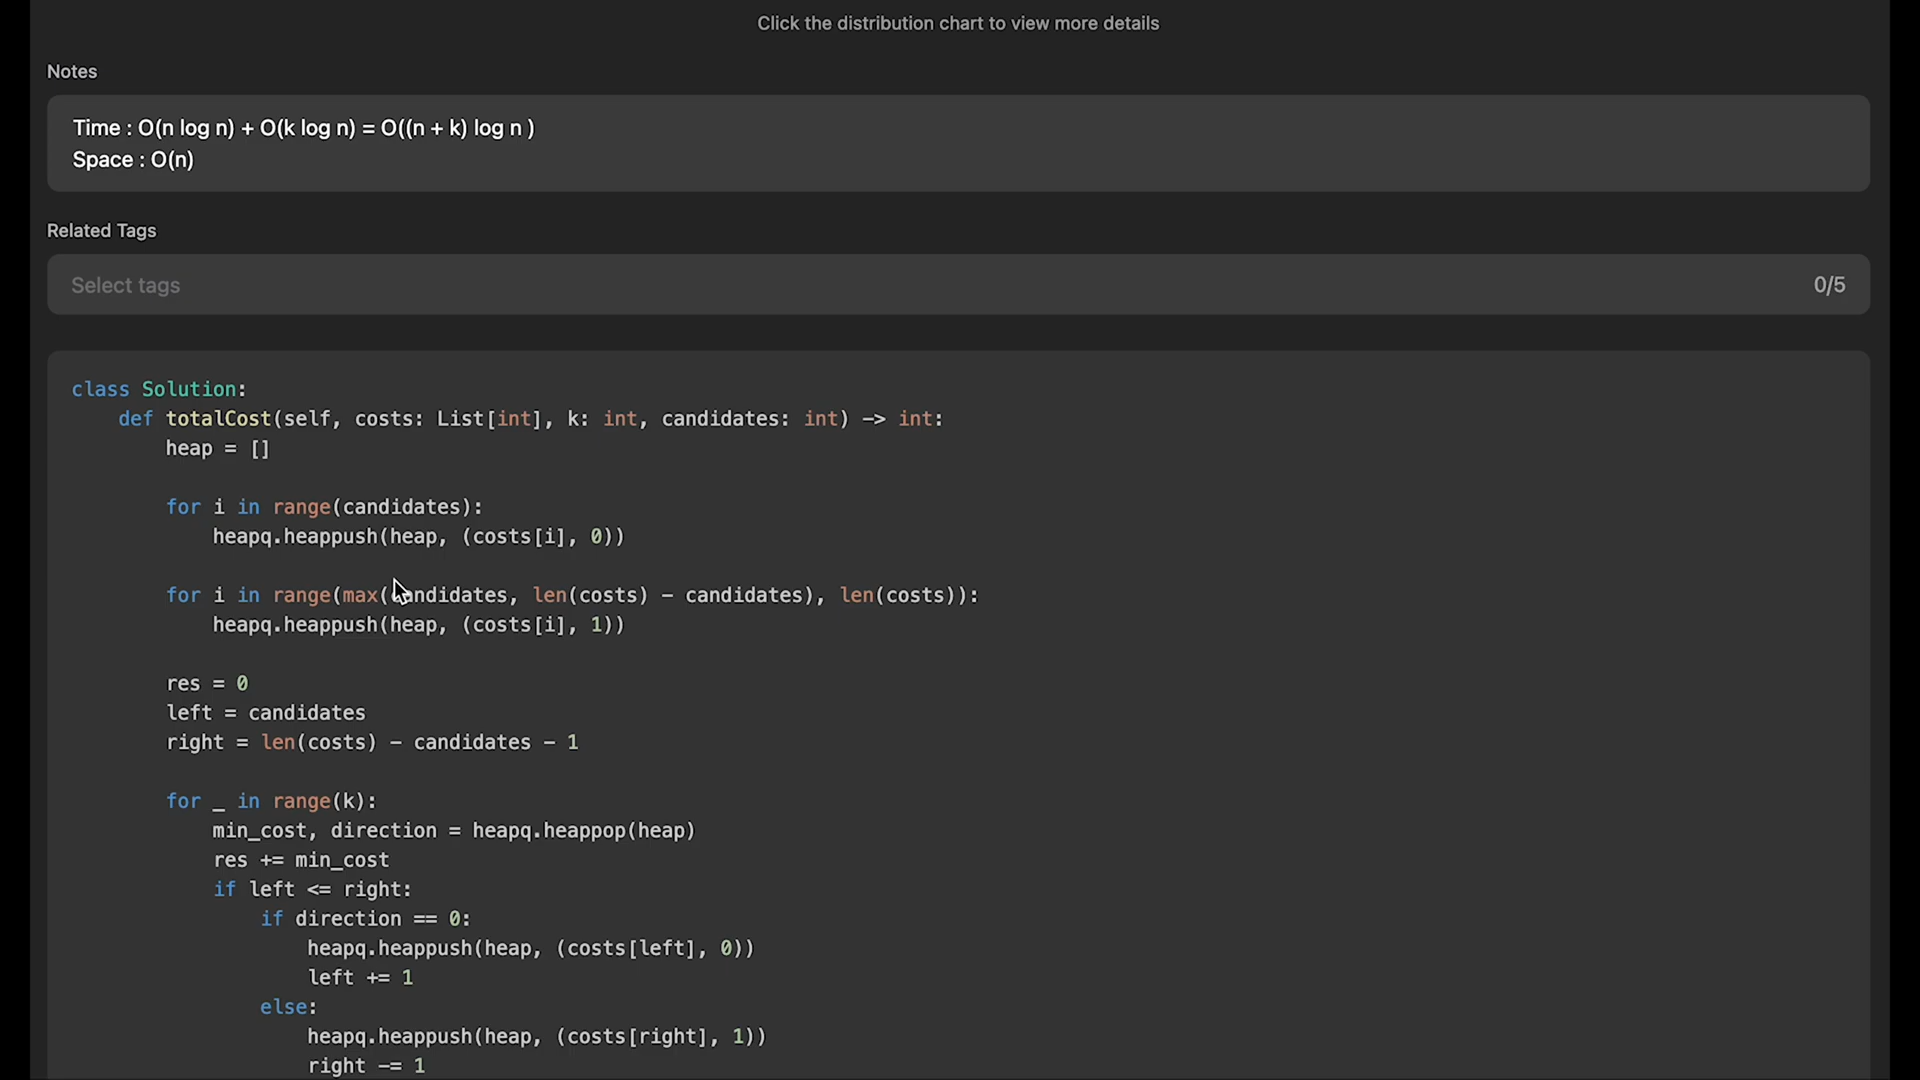 Click the distribution chart to view more details
Notes
Time : O(n log n) + O(k log n) = O((n + k) log n )
Space : O(n)
Related Tags
Select tags
0/5
class Solution:
    def totalCost(self, costs: List[int], k: int, candidates: int) -> int:
        heap = []

        for i in range(candidates):
            heapq.heappush(heap, (costs[i], 0))

        for i in range(max(candidates, len(costs) - candidates), len(costs)):
            heapq.heappush(heap, (costs[i], 1))

        res = 0
        left = candidates
        right = len(costs) - candidates - 1

        for _ in range(k):
            min_cost, direction = heapq.heappop(heap)
            res += min_cost
            if left <= right:
                if direction == 0:
                    heapq.heappush(heap, (costs[left], 0))
                    left += 1
                else:
                    heapq.heappush(heap, (costs[right], 1))
                    right -= 1